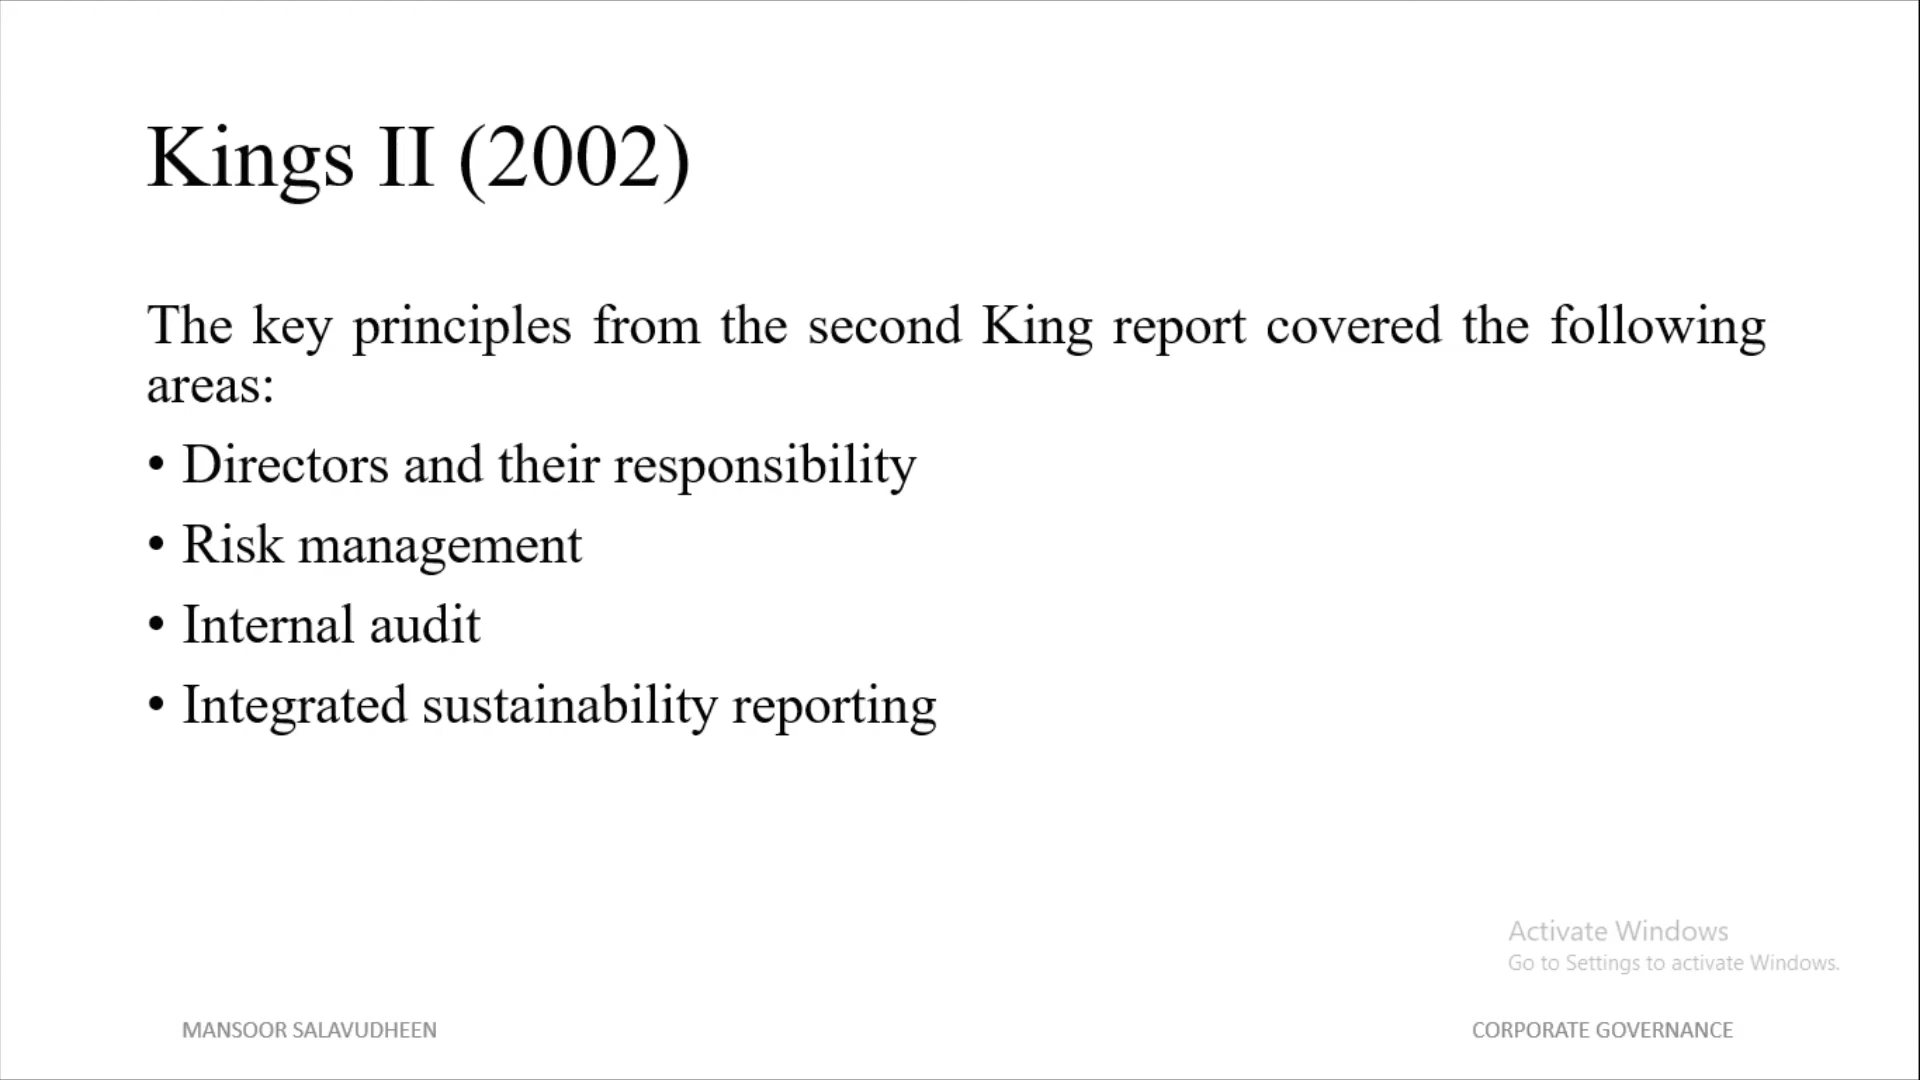 Kings II (2002)
The key principles from the second King report covered the following
areas:
• Directors and their responsibility
• Risk management
• Internal audit
• Integrated sustainability reporting
Activate Windows
Go to Settings to activate Windows.
MANSOOR SALAVUDHEEN
CORPORATE GOVERNANCE